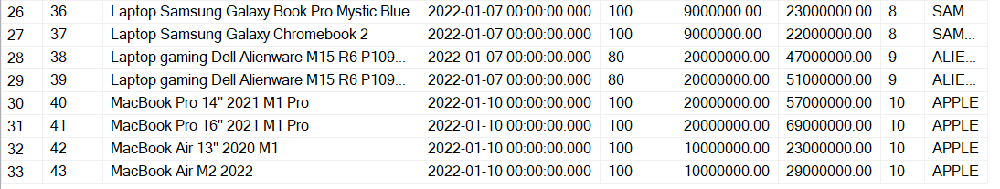 26 36 Laptop Samsung Galaxy Book Pro Mystic Blue 2022-01-07 00:00:00.000 100 9000000.00 23000000.00 8 SAM...
27 37 Laptop Samsung Galaxy Chromebook 2 2022-01-07 00:00:00.000 100 9000000.00 22000000.00 8 SAM...
28 38 Laptop gaming Dell Alienware M15 R6 P109... 2022-01-07 00:00:00.000 80 20000000.00 47000000.00 9 ALIE...
29 39 Laptop gaming Dell Alienware M15 R6 P109... 2022-01-07 00:00:00.000 80 20000000.00 51000000.00 9 ALIE...
30 40 MacBook Pro 14" 2021 M1 Pro 2022-01-10 00:00:00.000 100 20000000.00 57000000.00 10 APPLE
31 41 MacBook Pro 16" 2021 M1 Pro 2022-01-10 00:00:00.000 100 20000000.00 69000000.00 10 APPLE
32 42 MacBook Air 13" 2020 M1 2022-01-10 00:00:00.000 100 10000000.00 23000000.00 10 APPLE
33 43 MacBook Air M2 2022 2022-01-10 00:00:00.000 100 10000000.00 29000000.00 10 APPLE